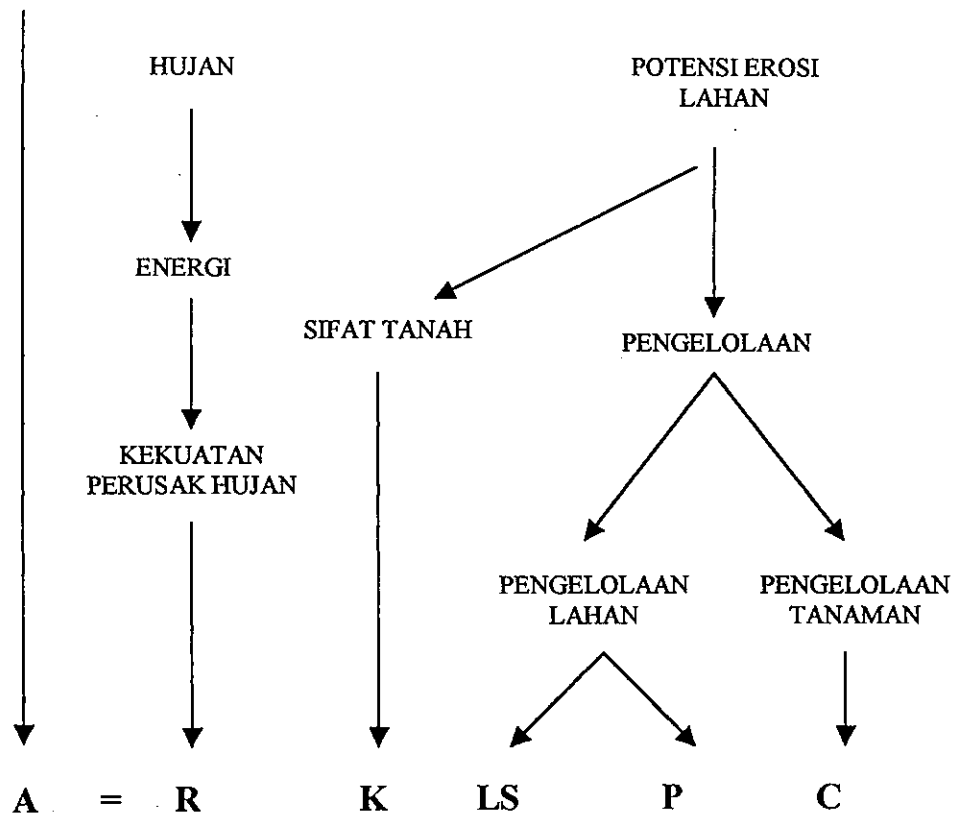 HUJAN
POTENSI EROSI
LAHAN
ENERGI
SIFAT TANAH
PENGELOLAAN
KEKUATAN
PERUSAK HUJAN
PENGELOLAAN
LAHAN
PENGELOLAAN
TANAMAN
A = R K LS P C